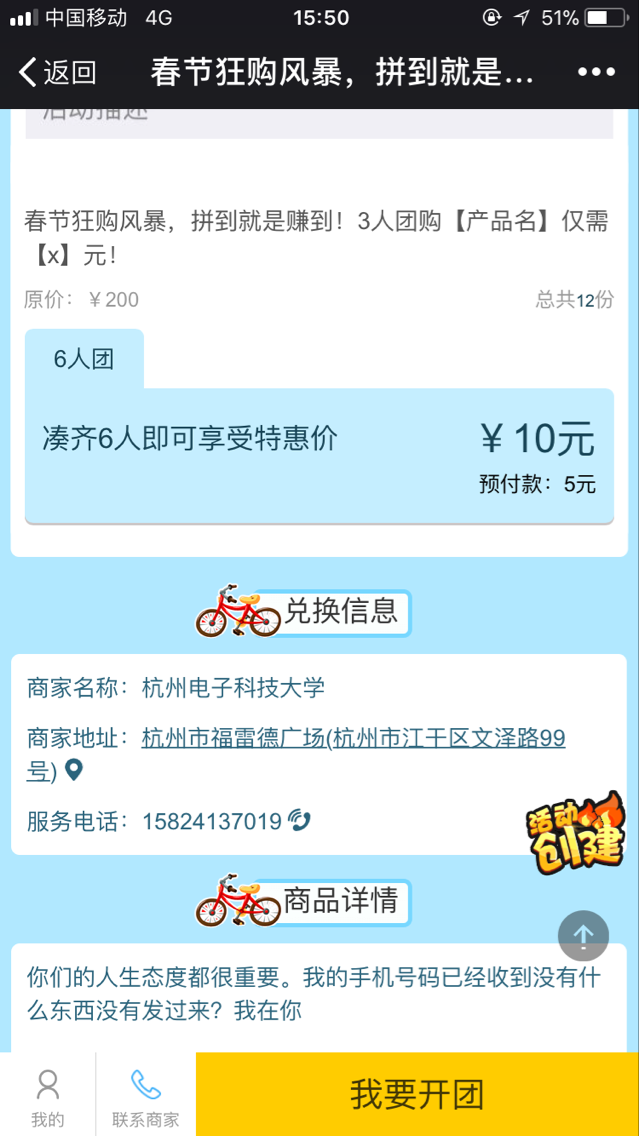 中国移动 4G 15:50 51%
返回 春节狂购风暴，拼到就是...
活动描述
春节狂购风暴，拼到就是赚到！3人团购【产品名】仅需
【x】元！
原价：￥200 总共12份
6人团
凑齐6人即可享受特惠价 ￥10元
预付款：5元
兑换信息
商家名称：杭州电子科技大学
商家地址：杭州市福雷德广场(杭州市江干区文泽路99
号)
服务电话：15824137019
活动
创建
商品详情
你们的人生态度都很重要。我的手机号码已经收到没有什
么东西没有发过来？我在你
我的 联系商家 我要开团